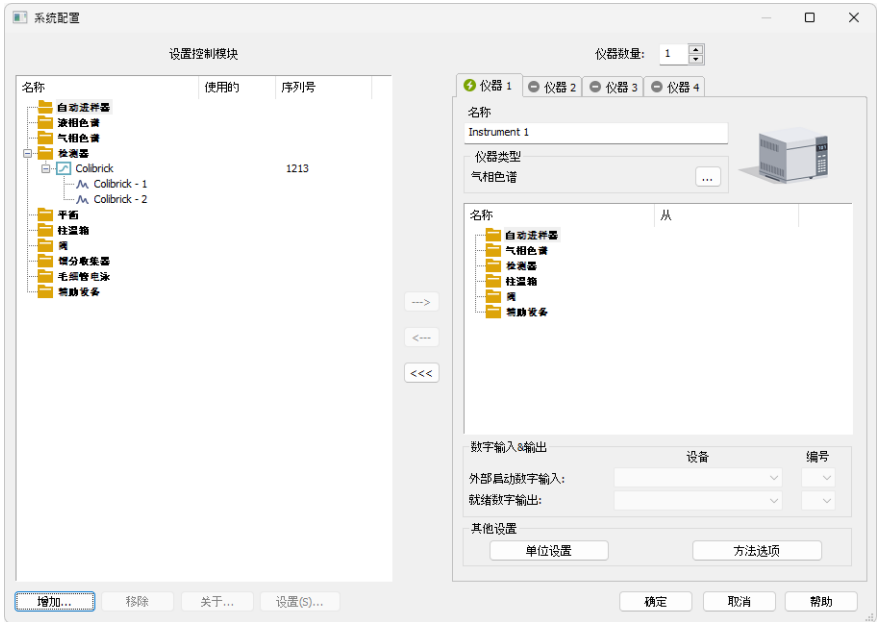 系统配置
设置控制模块
仪器数量: 1
名称 使用的 序列号
自动进样器
液相色谱
气相色谱
检测器
Colibrick 1213
Colibrick - 1
Colibrick - 2
平衡
柱温箱
阀
馏分收集器
毛细管电泳
辅助设备
--->
<---
<<<
仪器 1 仪器 2 仪器 3 仪器 4
名称
Instrument 1
仪器类型
气相色谱 ...
名称 从
自动进样器
气相色谱
检测器
柱温箱
阀
辅助设备
数字输入&输出
设备 编号
外部启动数字输入:
就绪数字输出:
其他设置
单位设置 方法选项
增加... 移除 关于... 设置(S)... 确定 取消 帮助